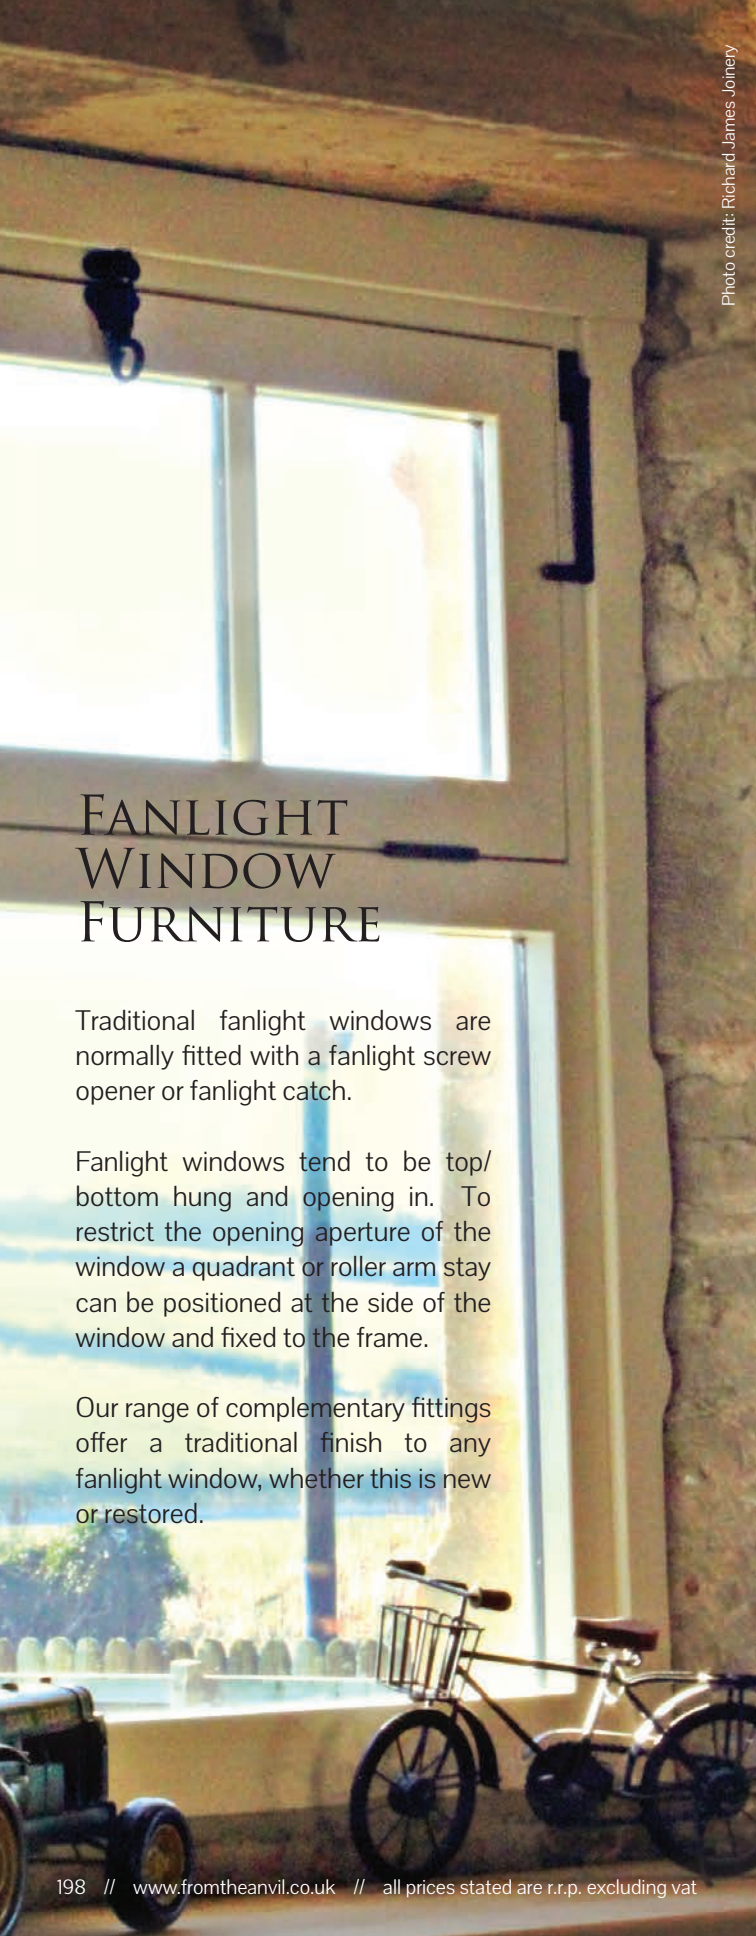 Photo credit: Richard James Joinery
FANLIGHT
WINDOW
FURNITURE
Traditional fanlight windows are
normally fitted with a fanlight screw
opener or fanlight catch.
Fanlight windows tend to be top/
bottom hung and opening in. To
restrict the opening aperture of the
window a quadrant or roller arm stay
can be positioned at the side of the
window and fixed to the frame.
Our range of complementary fittings
offer a traditional finish to any
fanlight window, whether this is new
or restored.
198 // www.fromtheanvil.co.uk // all prices stated are r.r.p. excluding vat